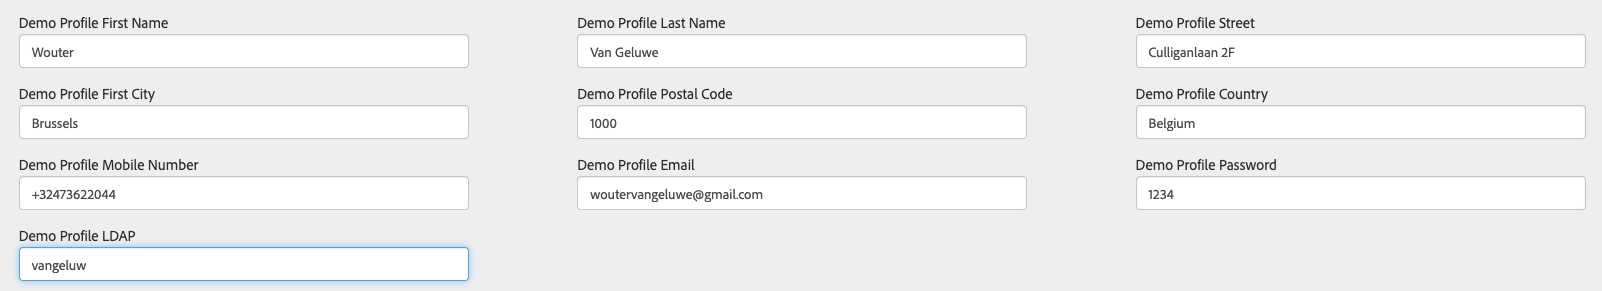 Demo Profile First Name
Demo Profile Last Name
Demo Profile Street
Wouter
Van Geluwe
Culliganlaan 2F
Demo Profile First City
Demo Profile Postal Code
Demo Profile Country
Brussels
1000
Belgium
Demo Profile Mobile Number
Demo Profile Email
Demo Profile Password
+32473622044
woutervangeluwe@gmail.com
1234
Demo Profile LDAP
vangeluw